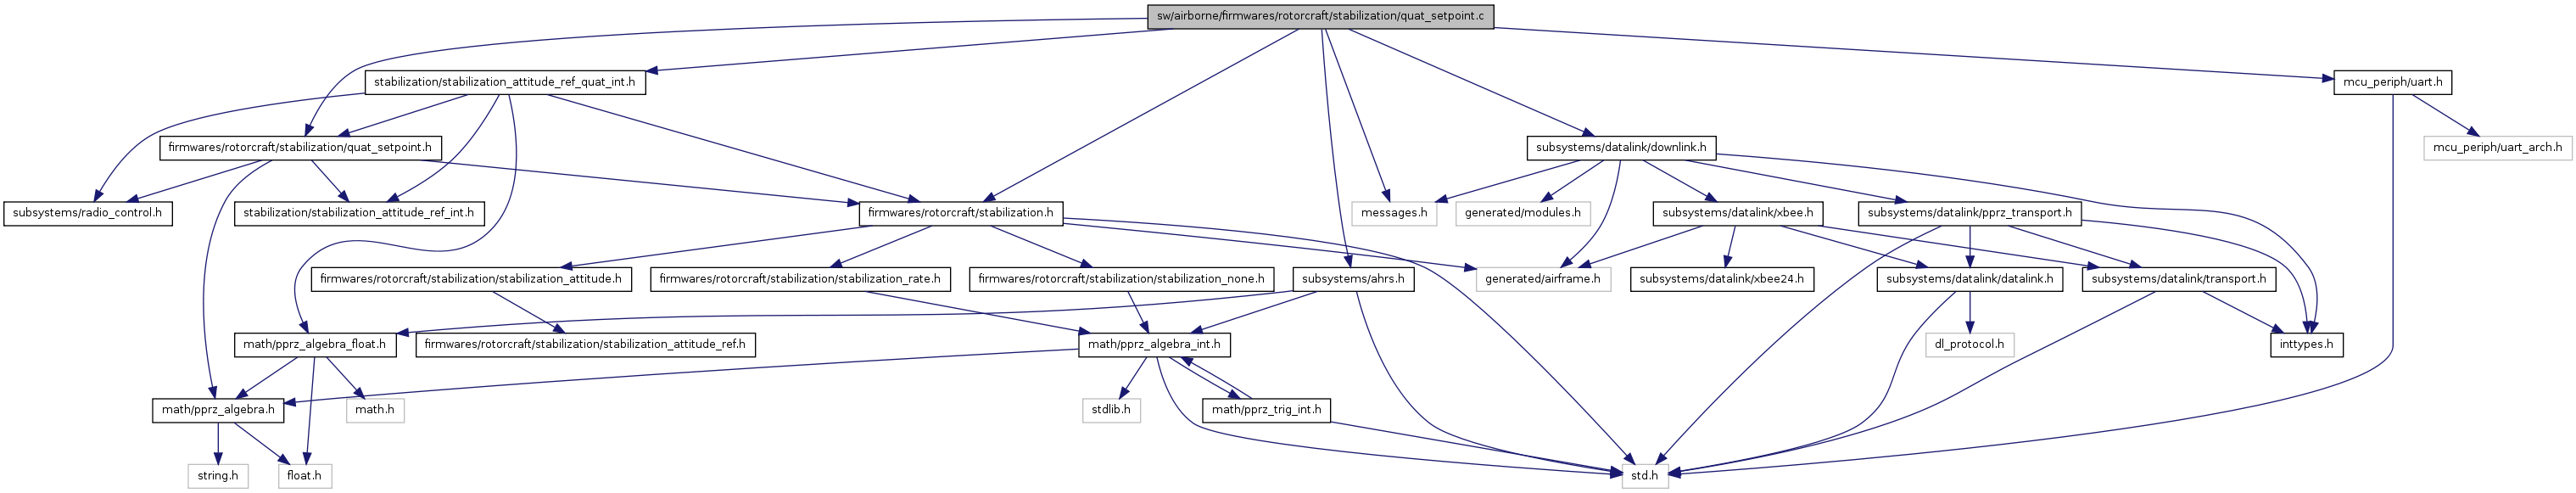 sw/airborne/firmwares/rotorcraft/stabilization/quat_setpoint.c
stabilization/stabilization_attitude_ref_quat_int.h
mcu_periph/uart.h
firmwares/rotorcraft/stabilization/quat_setpoint.h
subsystems/datalink/downlink.h
mcu_periph/uart_arch.h
subsystems/radio_control.h
stabilization/stabilization_attitude_ref_int.h
firmwares/rotorcraft/stabilization.h
messages.h
generated/modules.h
subsystems/datalink/xbee.h
subsystems/datalink/pprz_transport.h
firmwares/rotorcraft/stabilization/stabilization_attitude.h
firmwares/rotorcraft/stabilization/stabilization_rate.h
firmwares/rotorcraft/stabilization/stabilization_none.h
subsystems/ahrs.h
generated/airframe.h
subsystems/datalink/xbee24.h
subsystems/datalink/datalink.h
subsystems/datalink/transport.h
math/pprz_algebra_float.h
firmwares/rotorcraft/stabilization/stabilization_attitude_ref.h
math/pprz_algebra_int.h
dl_protocol.h
inttypes.h
math/pprz_algebra.h
math.h
stdlib.h
math/pprz_trig_int.h
string.h
float.h
std.h